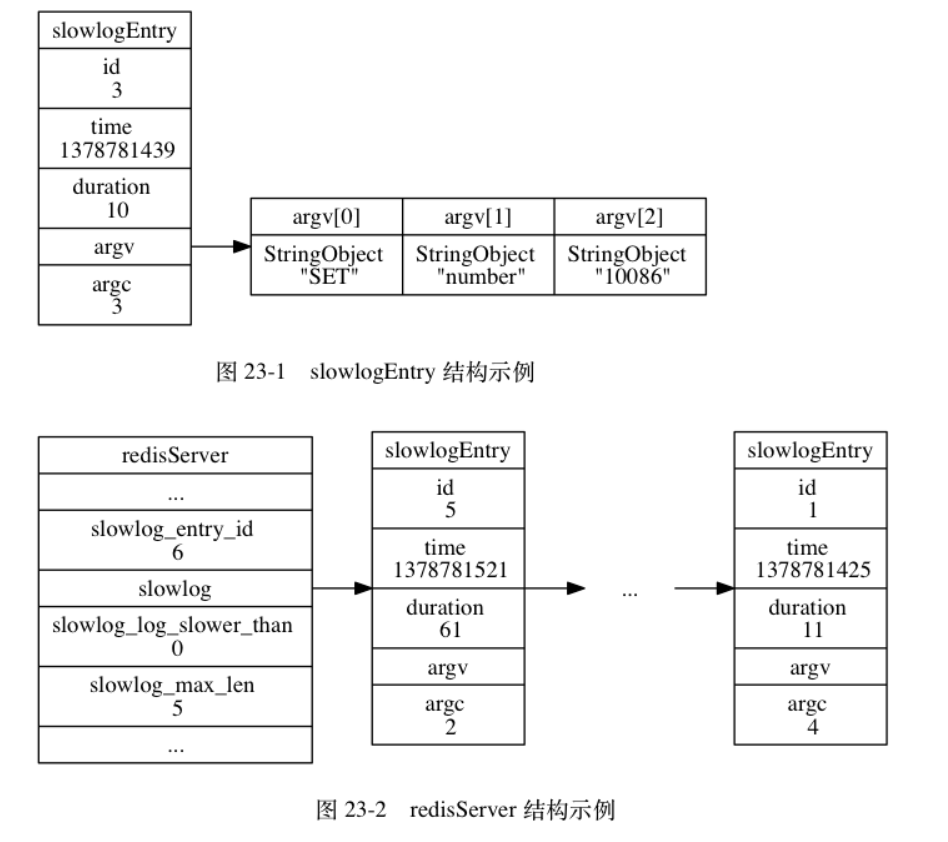 slowlogEntry
id
3
time
1378781439
duration
10
argv
argc
3
argv[0]
StringObject
"SET"
argv[1]
StringObject
"number"
argv[2]
StringObject
"10086"
图 23-1 slowlogEntry 结构示例
redisServer
...
slowlog_entry_id
6
slowlog
slowlog_log_slower_than
0
slowlog_max_len
5
...
slowlogEntry
id
5
time
1378781521
duration
61
argv
argc
2
...
slowlogEntry
id
1
time
1378781425
duration
11
argv
argc
4
图 23-2 redisServer 结构示例